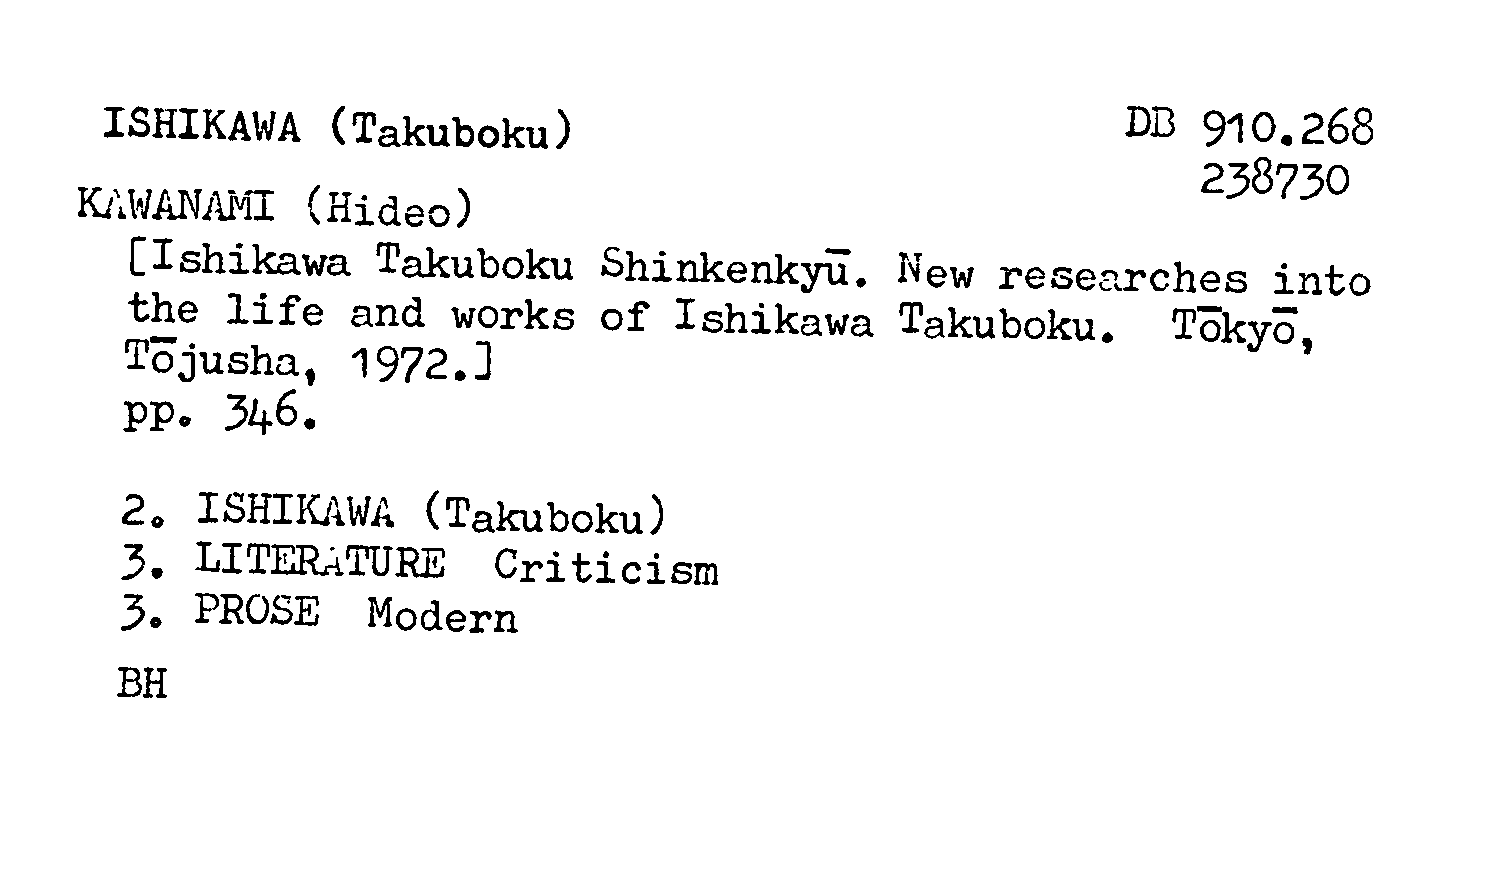 ISHIKAWA (Takuboku)
DB 910.268
238730
KAWANAMI (Hideo)
[Ishikawa Takuboku Shinkenkyū. New researches into
the life and works of Ishikawa Takuboku. Tōkyō,
Tōjusha, 1972.]
pp. 346.
2. ISHIKAWA (Takuboku)
3. LITERATURE Criticism
3. PROSE Modern
BH